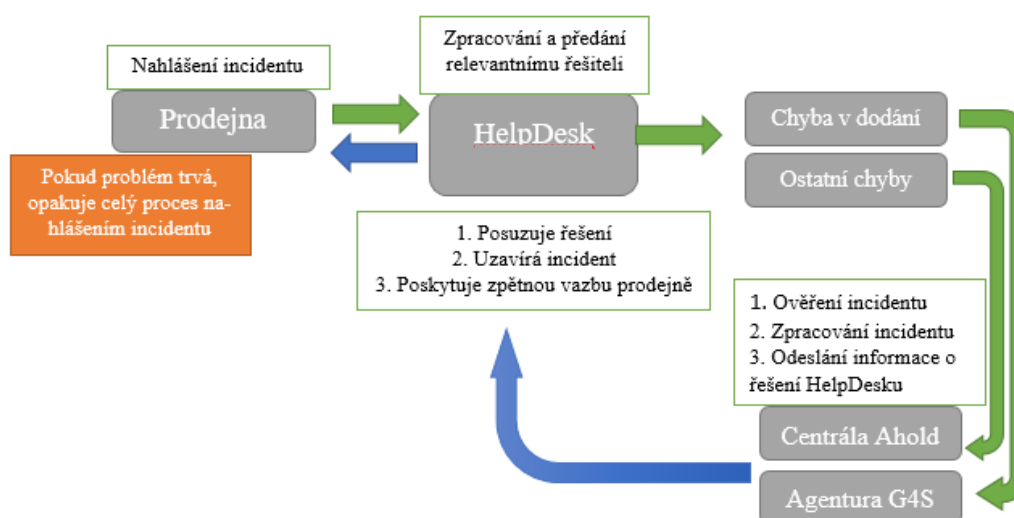 Nahlášení incidentu
Prodejna
Pokud problém trvá,
opakuje celý proces na-
hlášením incidentu
Zpracování a předání
relevantnímu řešiteli
HelpDesk
1. Posuzuje řešení
2. Uzavírá incident
3. Poskytuje zpětnou vazbu prodejně
Chyba v dodání
Ostatní chyby
1. Ověření incidentu
2. Zpracování incidentu
3. Odeslání informace o
řešení HelpDesku
Centrála Ahold
Agentura G4S